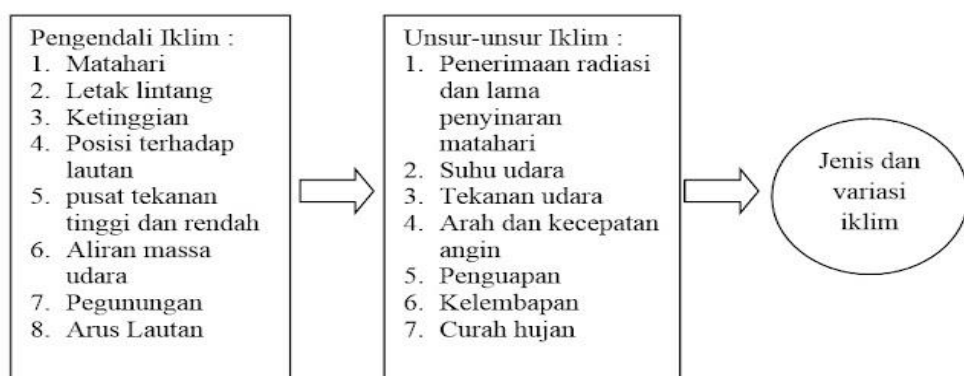 Pengendali Iklim :
1. Matahari
2. Letak lintang
3. Ketinggian
4. Posisi terhadap
lautan
5. pusat tekanan
tinggi dan rendah
6. Aliran massa
udara
7. Pegunungan
8. Arus Lautan
Unsur-unsur Iklim :
1. Penerimaan radiasi
dan lama
penyinaran
matahari
2. Suhu udara
3. Tekanan udara
4. Arah dan kecepatan
angin
5. Penguapan
6. Kelembapan
7. Curah hujan
Jenis dan
variasi
iklim